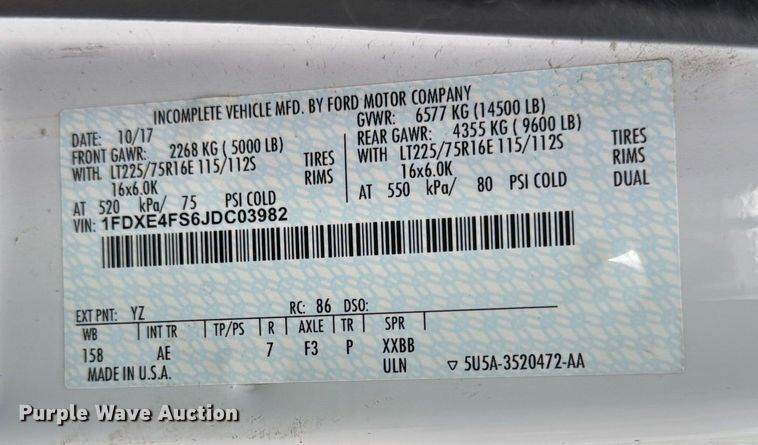 INCOMPLETE VEHICLE MFD. BY FORD MOTOR COMPANY
DATE: 10/17
GVWR: 6577 KG (14500 LB)
FRONT GAWR: 2268 KG ( 5000 LB)
REAR GAWR: 4355 KG ( 9600 LB)
WITH. LT225/75R16E 115/112S TIRES
WITH LT225/75R16E 115/112S TIRES
16x6.0K RIMS
16x6.0K RIMS
AT 520 kPa/ 75 PSI COLD
AT 550 kPa/ 80 PSI COLD DUAL
VIN: 1FDXE4FS6JDC03982
EXT PNT: YZ RC: 86 DSO:
WB INT TR TP/PS R AXLE TR SPR
158 AE 7 F3 P XXBB
MADE IN U.S.A. ULN ▽ 5U5A-3520472-AA
Purple Wave Auction